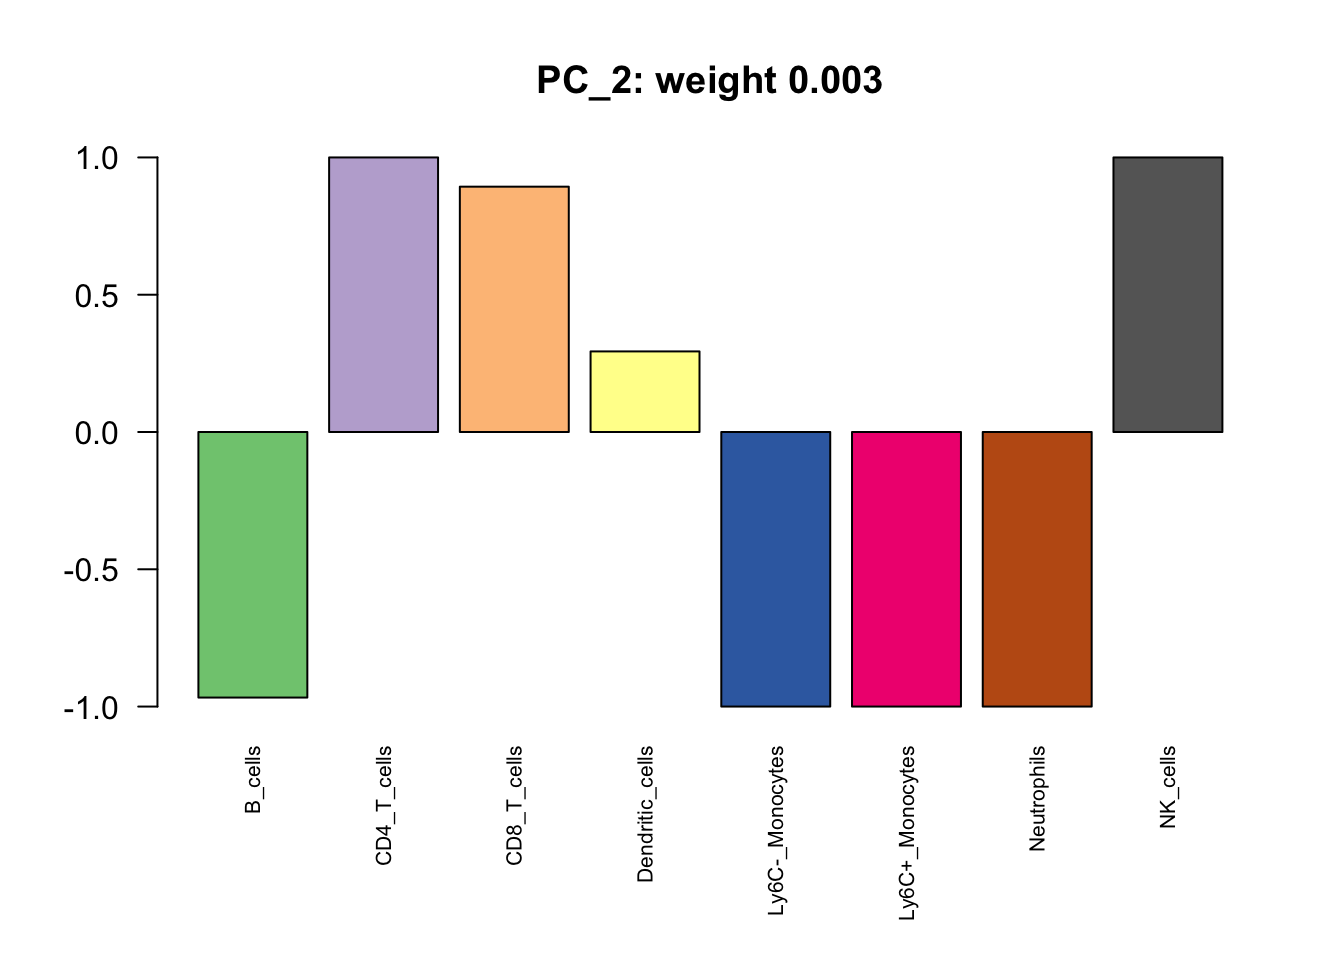 PC_2: weight 0.003
1.0
0.5
0.0
-0.5
-1.0
B_cells
CD4_T_cells
CD8_T_cells
Dendritic_cells
Ly6C-_Monocytes
Ly6C+_Monocytes
Neutrophils
NK_cells